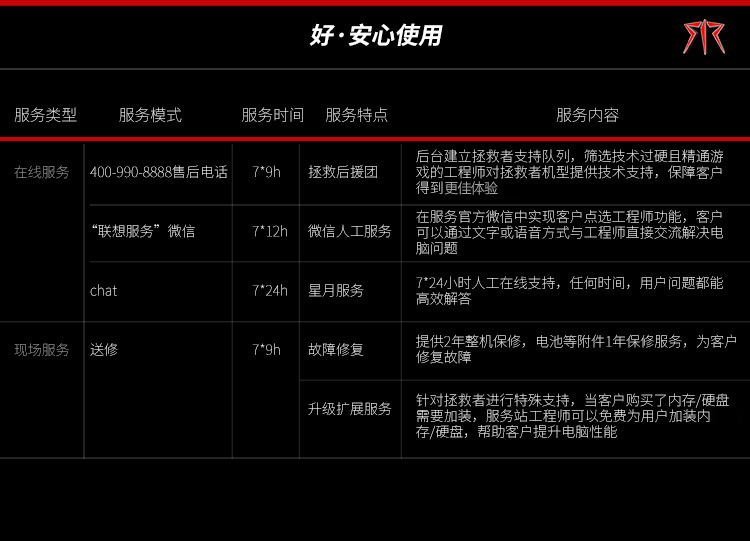 好·安心使用
服务类型 服务模式 服务时间 服务特点 服务内容
在线服务 400-990-8888售后电话 7*9h 拯救后援团
后台建立拯救者支持队列，筛选技术过硬且精通游
戏的工程师对拯救者机型提供技术支持，保障客户
得到更佳体验
“联想服务”微信 7*12h 微信人工服务
在服务官方微信中实现客户点选工程师功能，客户
可以通过文字或语音方式与工程师直接交流解决电
脑问题
chat 7*24h 星月服务
7*24小时人工在线支持，任何时间，用户问题都能
高效解答
现场服务 送修 7*9h 故障修复
提供2年整机保修，电池等附件1年保修服务，为客户
修复故障
升级扩展服务
针对拯救者进行特殊支持，当客户购买了内存/硬盘
需要加装，服务站工程师可以免费为用户加装内
存/硬盘，帮助客户提升电脑性能